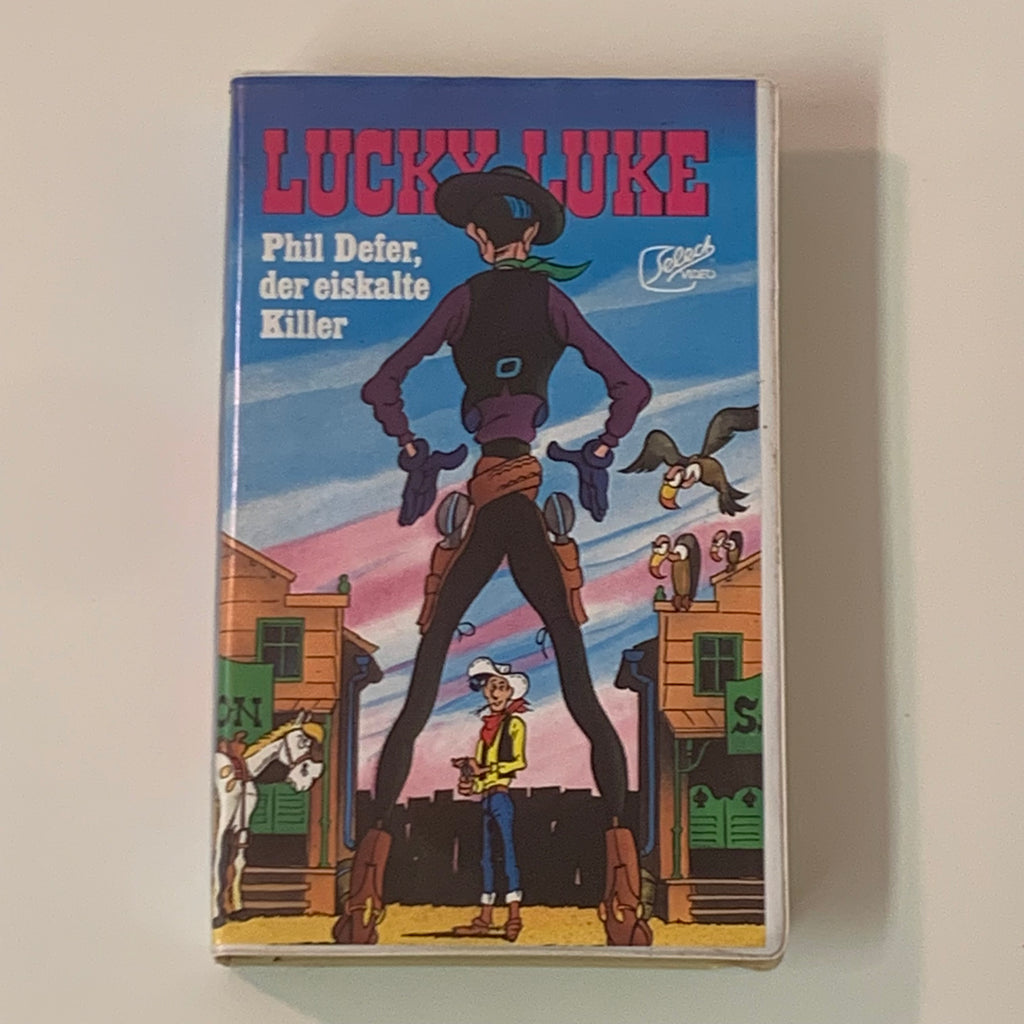 LUCKY LUKE
Phil Defer,
der eiskalte
Killer
Select
VIDEO
ON
S